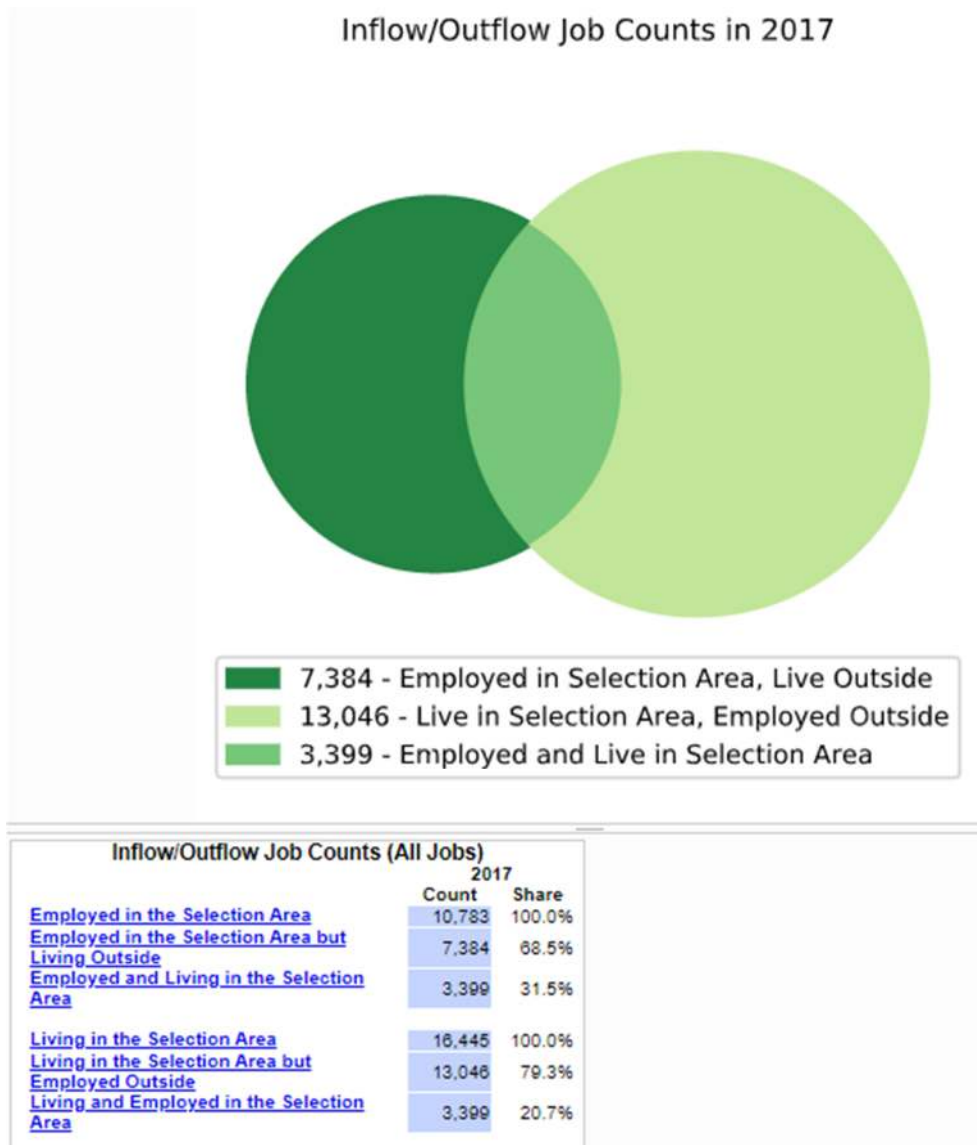 Inflow/Outflow Job Counts in 2017
7,384 - Employed in Selection Area, Live Outside
13,046 - Live in Selection Area, Employed Outside
3,399 - Employed and Live in Selection Area
Inflow/Outflow Job Counts (All Jobs)
2017
Count Share
Employed in the Selection Area 10,783 100.0%
Employed in the Selection Area but
Living Outside 7,384 68.5%
Employed and Living in the Selection
Area 3,399 31.5%
Living in the Selection Area 16,445 100.0%
Living in the Selection Area but
Employed Outside 13,046 79.3%
Living and Employed in the Selection
Area 3,399 20.7%